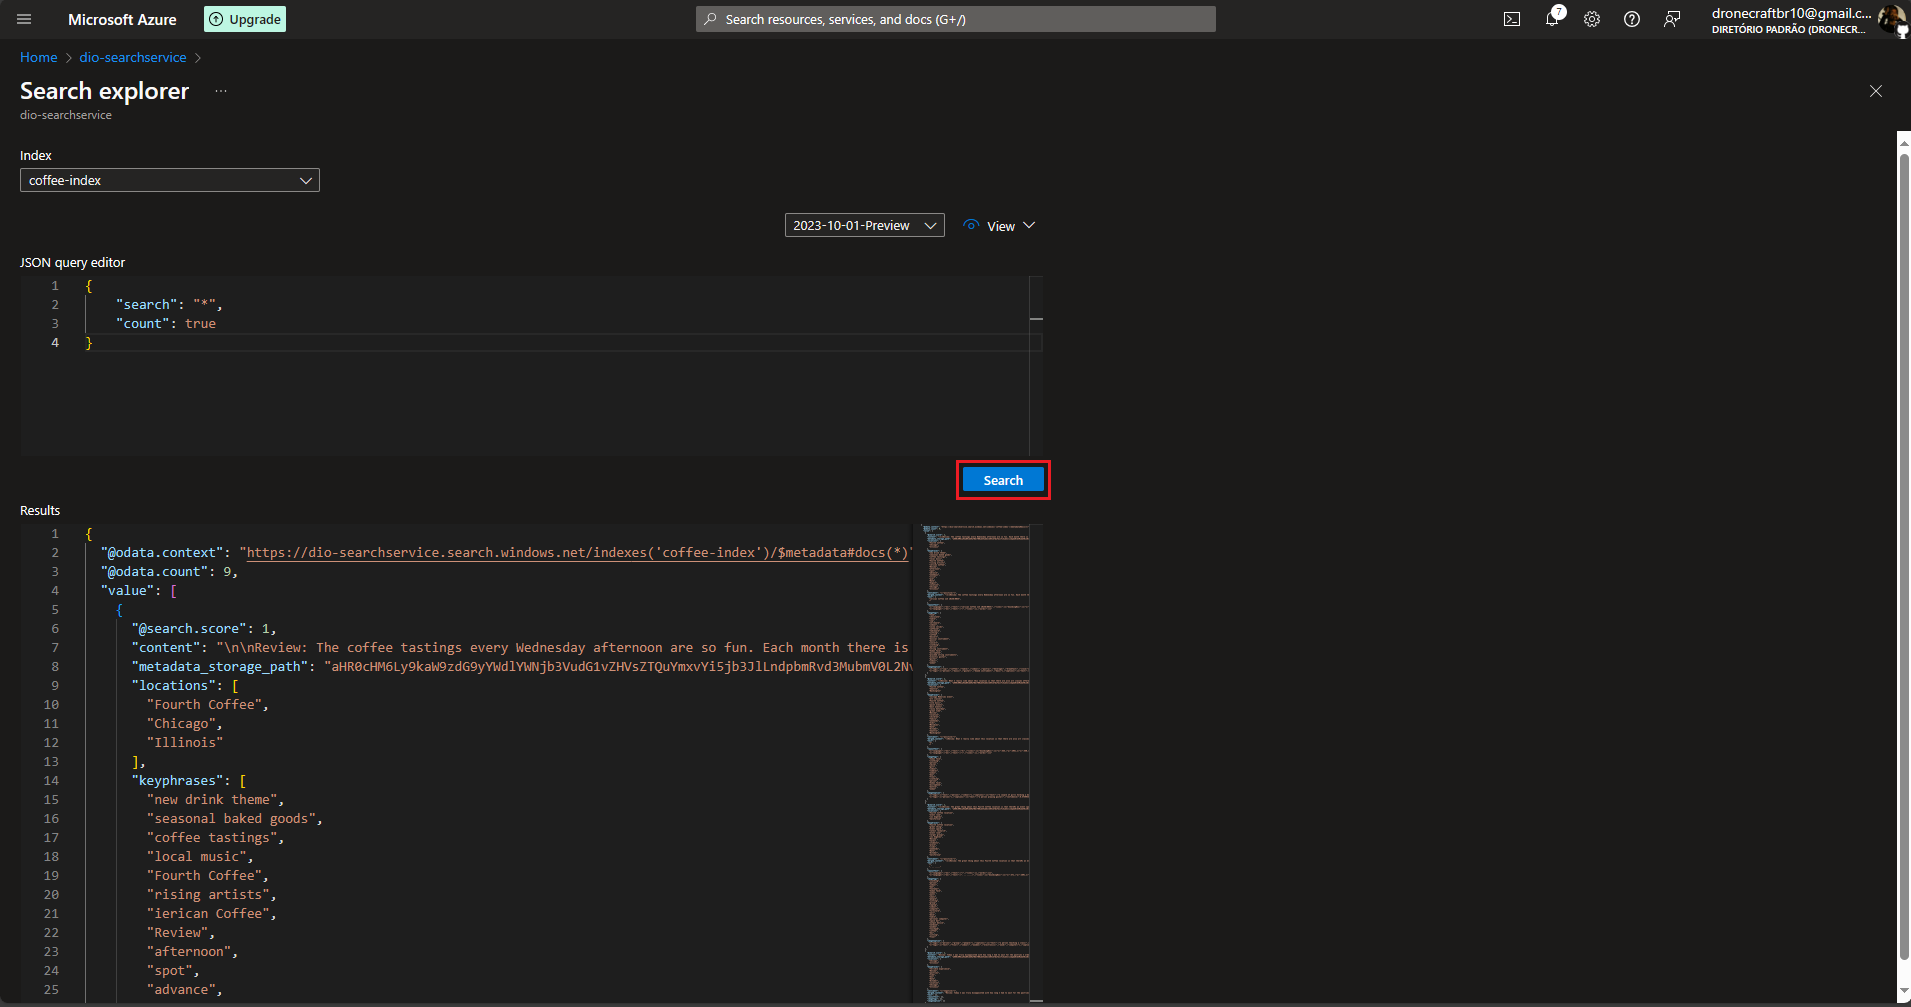 Microsoft Azure
Upgrade
Search resources, services, and docs (G+/)
7
dronecraftbr10@gmail.c...
DIRETÓRIO PADRÃO (DRONECR...
Home > dio-searchservice >
Search explorer ...
dio-searchservice
Index
coffee-index
2023-10-01-Preview
View
JSON query editor
1 {
2 "search": "*",
3 "count": true
4 }
Search
Results
1 {
2 "@odata.context": "https://dio-searchservice.search.windows.net/indexes('coffee-index')/$metadata#docs(*)"
3 "@odata.count": 9,
4 "value": [
5 {
6 "@search.score": 1,
7 "content": "\n\nReview: The coffee tastings every Wednesday afternoon are so fun. Each month there is
8 "metadata_storage_path":
9 "locations": [
10 "Fourth Coffee",
11 "Chicago",
12 "Illinois"
13 ],
14 "keyphrases": [
15 "new drink theme",
16 "seasonal baked goods",
17 "coffee tastings",
18 "local music",
19 "Fourth Coffee",
20 "rising artists",
21 "ierican Coffee",
22 "Review",
23 "afternoon",
24 "spot",
25 "advance",